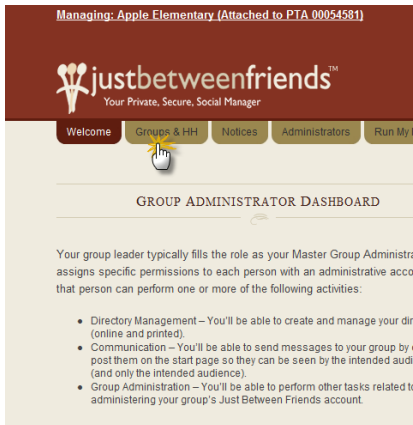 Managing: Apple Elementary (Attached to PTA 00054581)
justbetweenfriends™
Your Private, Secure, Social Manager
Welcome Groups & HH Notices Administrators Run My
GROUP ADMINISTRATOR DASHBOARD
Your group leader typically fills the role as your Master Group
assigns specific permissions to each person with an administrative
that person can perform one or more of the following activities:
• Directory Management – You'll be able to create and manage your
(online and printed).
• Communication – You'll be able to send messages to your group by
post them on the start page so they can be seen by the intended
(and only the intended audience).
• Group Administration – You'll be able to perform other tasks related
administering your group's Just Between Friends account.